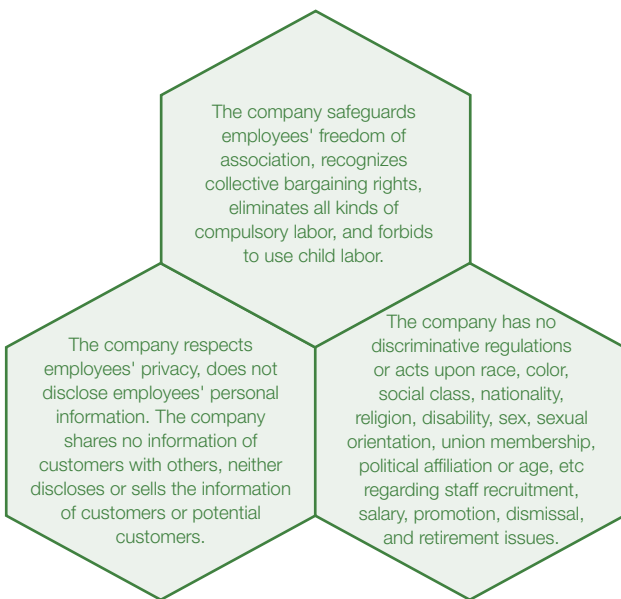 The company safeguards
employees' freedom of
association, recognizes
collective bargaining rights,
eliminates all kinds of
compulsory labor, and forbids
to use child labor.
The company respects
employees' privacy, does not
disclose employees' personal
information. The company
shares no information of
customers with others, neither
discloses or sells the information
of customers or potential
customers.
The company has no
discriminative regulations
or acts upon race, color,
social class, nationality,
religion, disability, sex, sexual
orientation, union membership,
political affiliation or age, etc
regarding staff recruitment,
salary, promotion, dismissal,
and retirement issues.